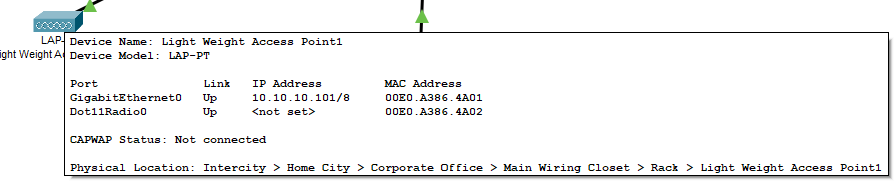 LAP-
ight Weight Ac
Device Name: Light Weight Access Point1
Device Model: LAP-PT
Port Link IP Address MAC Address
GigabitEthernet0 Up 10.10.10.101/8 00E0.A386.4A01
Dot11Radio0 Up <not set> 00E0.A386.4A02
CAPWAP Status: Not connected
Physical Location: Intercity > Home City > Corporate Office > Main Wiring Closet > Rack > Light Weight Access Point1